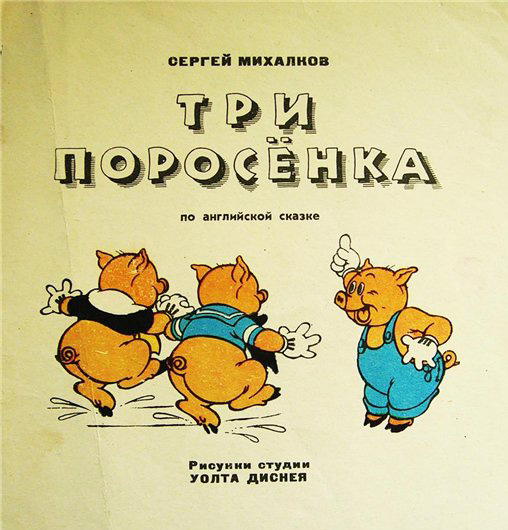 СЕРГЕЙ МИХАЛКОВ
ТРИ
ПОРОСЁНКА
по английской сказке
Рисунки студии
УОЛТА ДИСНЕЯ